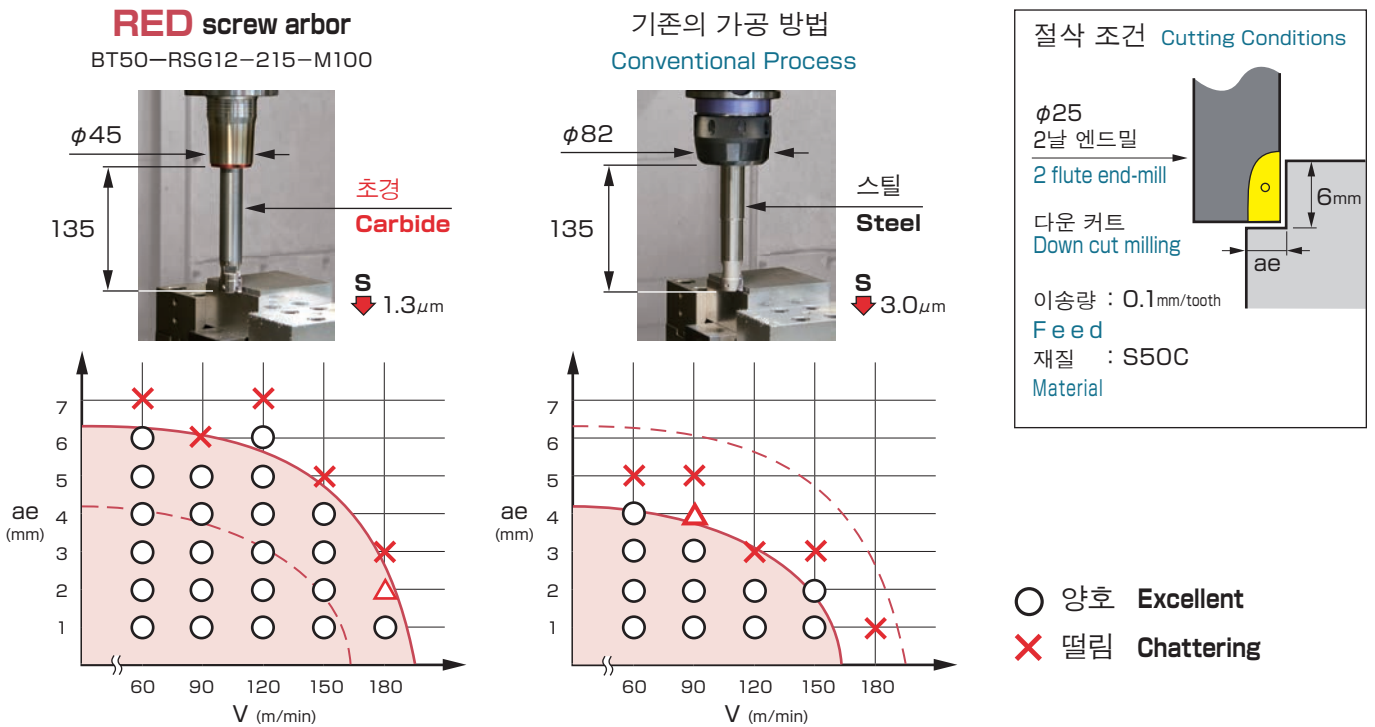 RED screw arbor
BT50−RSG12−215−M100
φ45
135
초경
Carbide
S
1.3μm
기존의 가공 방법
Conventional Process
φ82
135
스틸
Steel
S
3.0μm
절삭 조건 Cutting Conditions
φ25
2날 엔드밀
2 flute end-mill
다운 커트
Down cut milling
6mm
ae
이송량 : 0.1mm/tooth
Feed
재질 : S50C
Material
7
6
5
4
3
2
1
ae
(mm)
60 90 120 150 180
V (m/min)
7
6
5
4
3
2
1
ae
(mm)
60 90 120 150 180
V (m/min)
양호 Excellent
떨림 Chattering